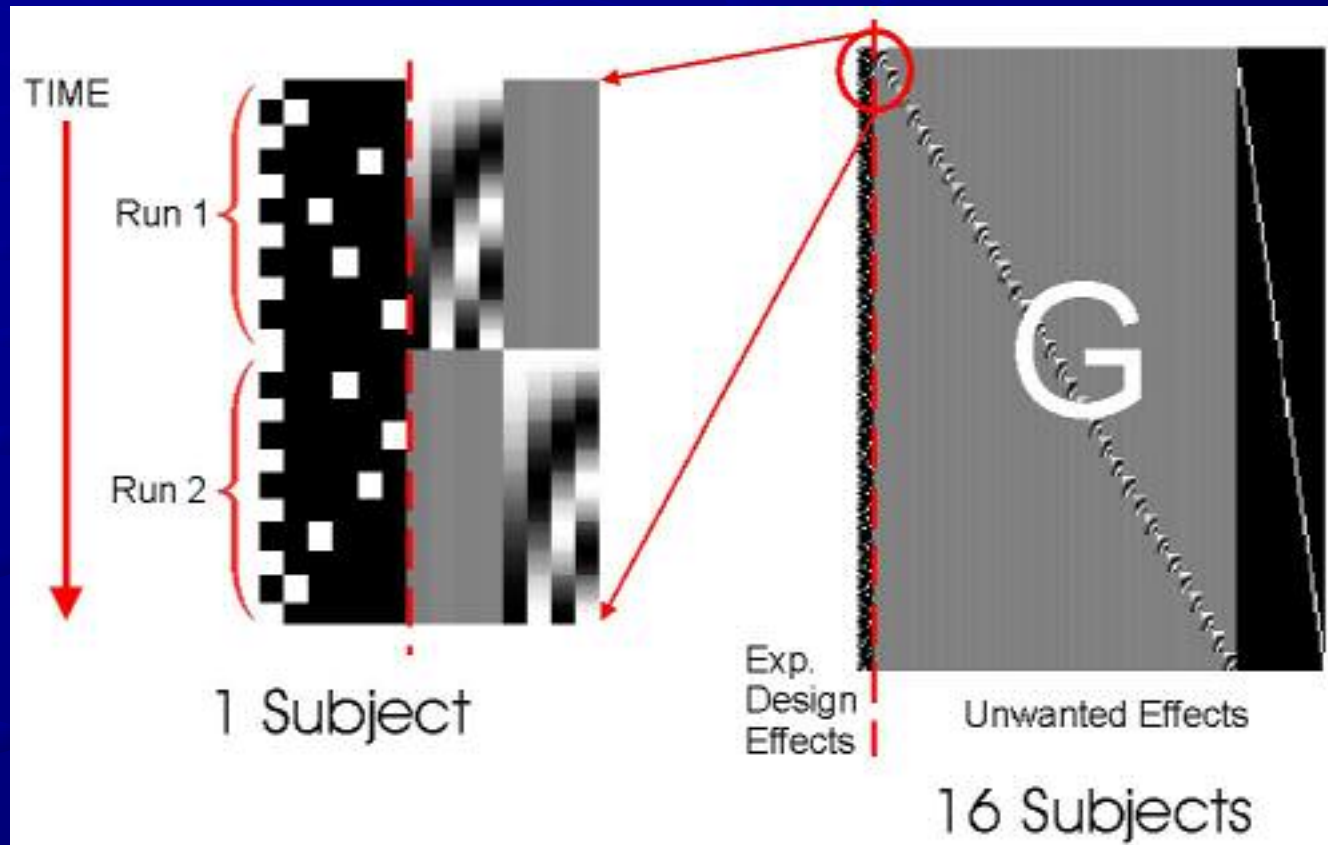 TIME
Run 1
Run 2
1 Subject
G
Exp.
Design
Effects
Unwanted Effects
16 Subjects